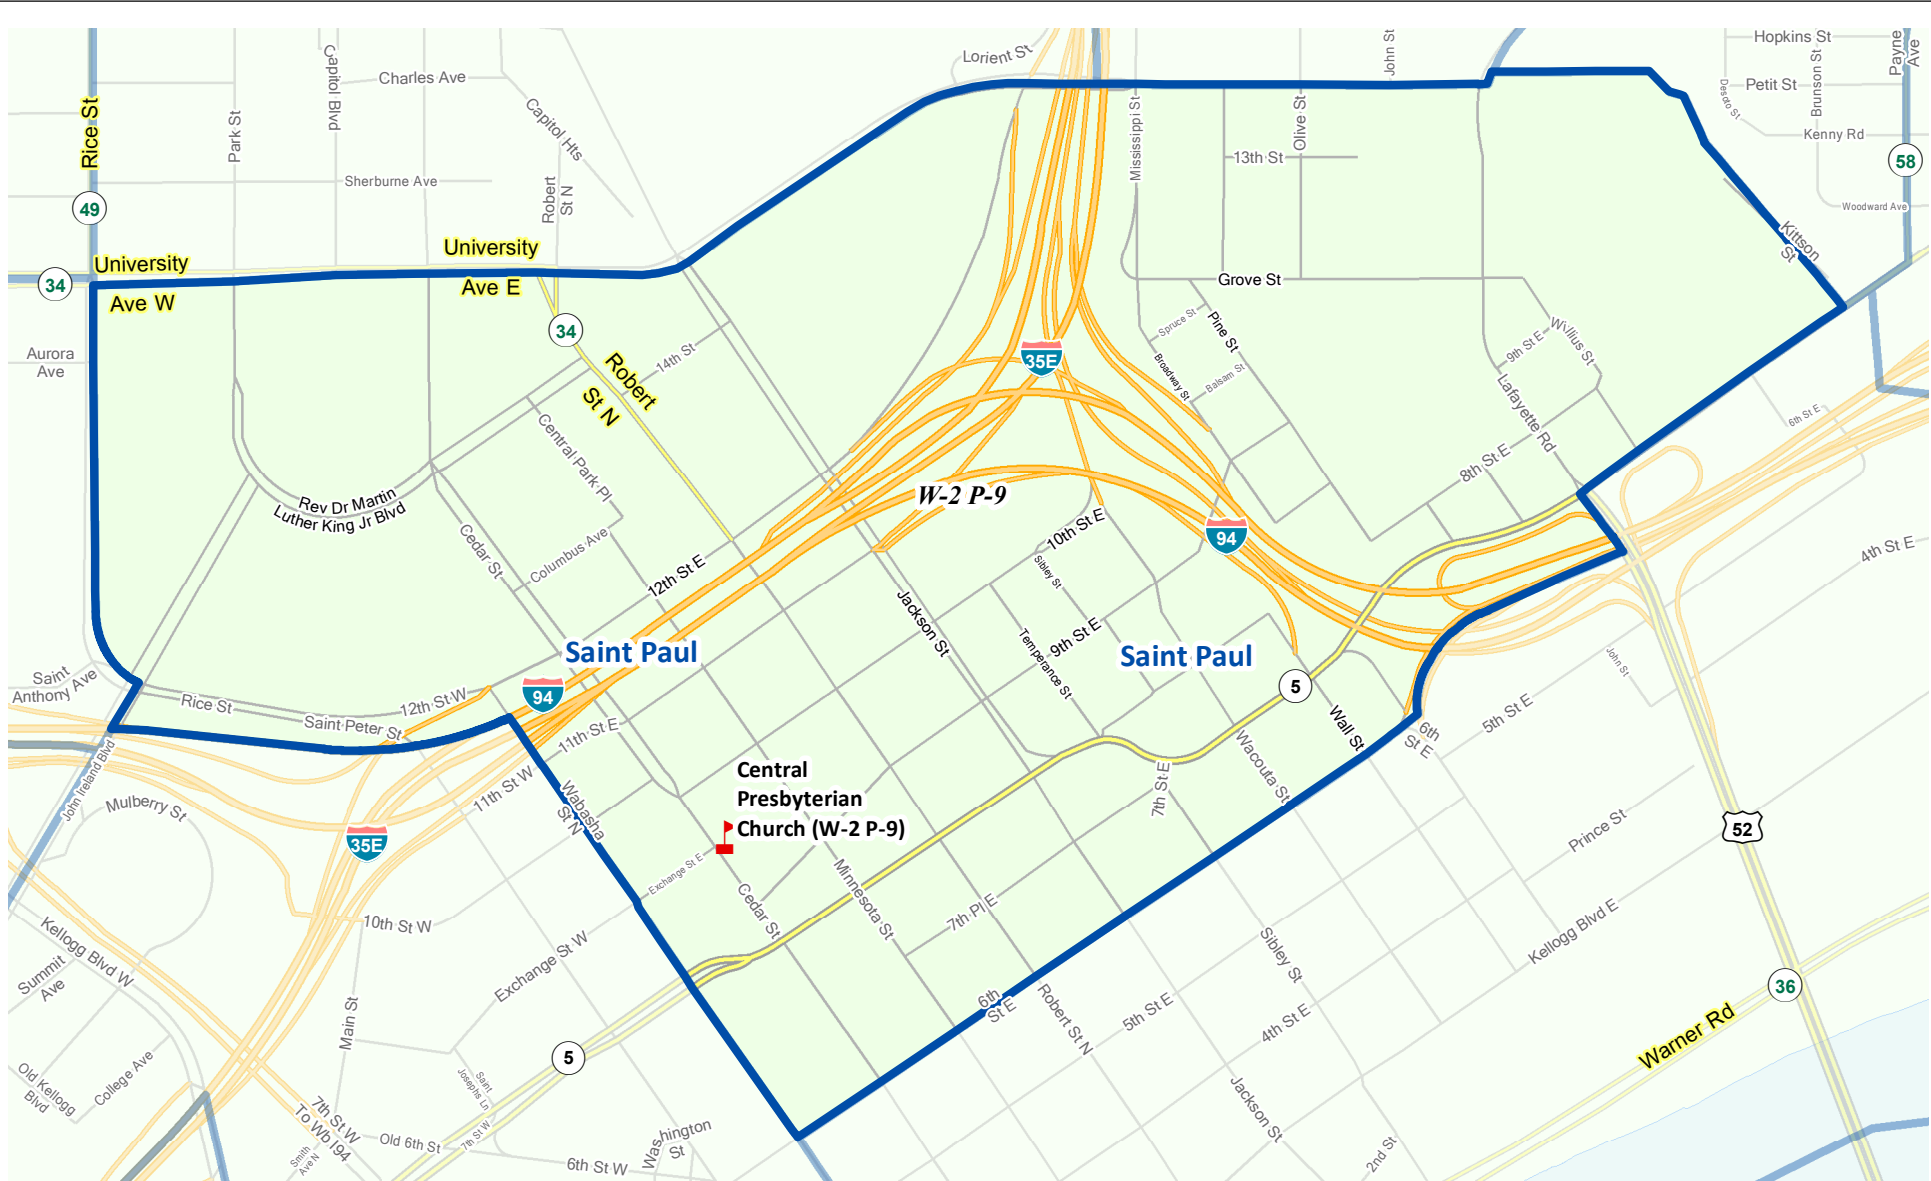 Lorient St
John St
Hopkins St
Payne
Ave
Charles Ave
Capitol Blvd
Petit St
Desoto St
Brunson St
Rice St
Park St
Capitol Hts
Mississippi St
Olive St
Kenny Rd
13th St
58
Sherburne Ave
Robert
St N
49
Woodward Ave
Kittson
St
University
University
34
Ave W
Ave E
Grove St
34
Spruce St
Pine St
Willius St
9th St E
Aurora
Ave
14th St
Robert
St N
35E
Broadway St
Balsam St
Lafayette Rd
6th St E
Central Park Pl
8th St E
Rev Dr Martin
Luther King Jr Blvd
W-2 P-9
10th St E
94
4th St E
Cedar St
Columbus Ave
12th St E
Sibley St
Jackson St
9th St E
Temperance St
Saint Paul
Saint Paul
John St
Saint
Anthony Ave
Rice St
12th St W
94
5
Saint Peter St
11th St E
Wall St
6th
St E
5th St E
John Ireland Blvd
Wacouta St
11th St W
Wabasha
St N
7th St E
Central
Presbyterian
Church (W-2 P-9)
Mulberry St
35E
Prince St
52
Exchange St E
Minnesota St
Cedar St
7th Pl E
10th St W
Kellogg Blvd W
Kellogg Blvd E
Summit
Ave
Exchange St W
Sibley St
6th
St E
Robert St N
36
Main St
5th St E
4th St E
Warner Rd
5
College Ave
Old Kellogg
Blvd
Saint
Josephs Ln
Jackson St
7th St W
To Wb I94
Old 6th St
7th St W
Washington
St
Smith
Ave N
6th St W
2nd St